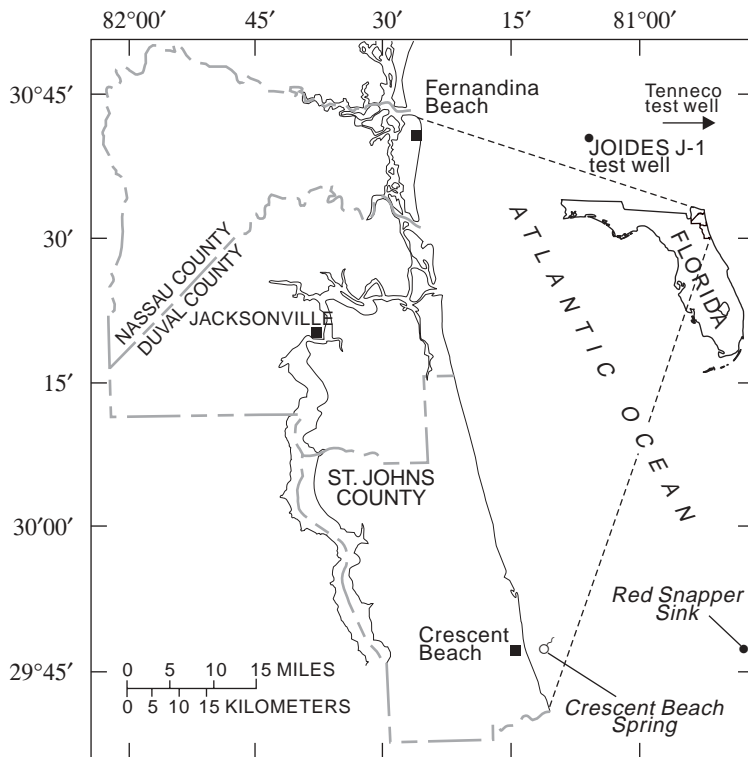 82°00′ 45′ 30′ 15′ 81°00′
30°45′
Fernandina
Beach
Tenneco
test well
JOIDES J-1
test well
30′
FLORIDA
ATLANTIC OCEAN
NASSAU COUNTY
DUVAL COUNTY
JACKSONVILLE
15′
ST. JOHNS
COUNTY
30°00′
Red Snapper
Sink
Crescent
Beach
29°45′
0 5 10 15 MILES
0 5 10 15 KILOMETERS
Crescent Beach
Spring